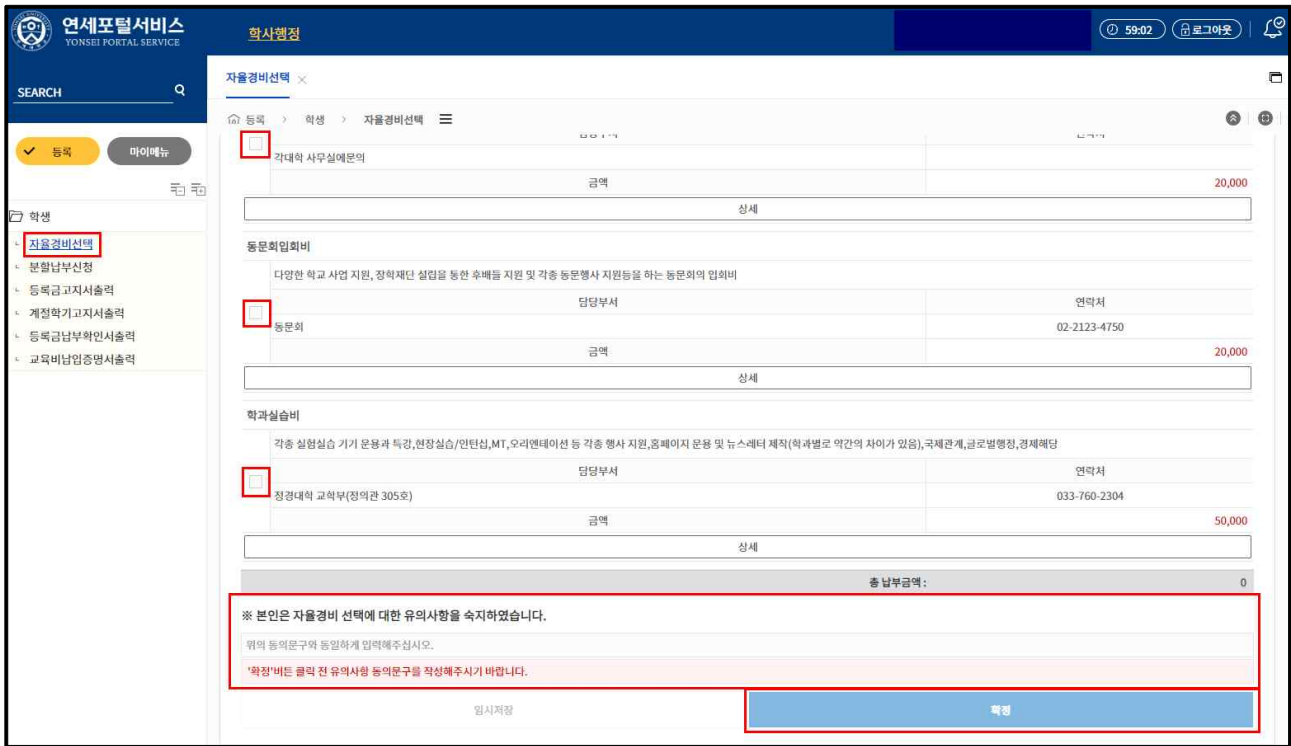 연세포털서비스
YONSEI PORTAL SERVICE
학사행정
59:02
로그아웃
SEARCH
자율경비선택
등록 > 학생 > 자율경비선택
등록
마이메뉴
학생
자율경비선택
분할납부신청
등록금고지서출력
계절학기고지서출력
등록금납부확인서출력
교육비납입증명서출력
각대학 사무실에문의
금액 20,000
상세
동문회입회비
다양한 학교 사업 지원, 장학재단 설립을 통한 후배들 지원 및 각종 동문행사 지원등을 하는 동문회의 입회비
담당부서 연락처
동문회 02-2123-4750
금액 20,000
상세
학과실습비
각종 실험실습 기기 운용과 특강,현장실습/인턴십,MT,오리엔테이션 등 각종 행사 지원,홈페이지 운용 및 뉴스레터 제작(학과별로 약간의 차이가 있음),국제관계,글로벌행정,경제해당
담당부서 연락처
정경대학 교학부(정의관 305호) 033-760-2304
금액 50,000
상세
총 납부금액 : 0
※ 본인은 자율경비 선택에 대한 유의사항을 숙지하였습니다.
위의 동의문구와 동일하게 입력해주십시오.
'확정'버튼 클릭 전 유의사항 동의문구를 작성해주시기 바랍니다.
임시저장
확정